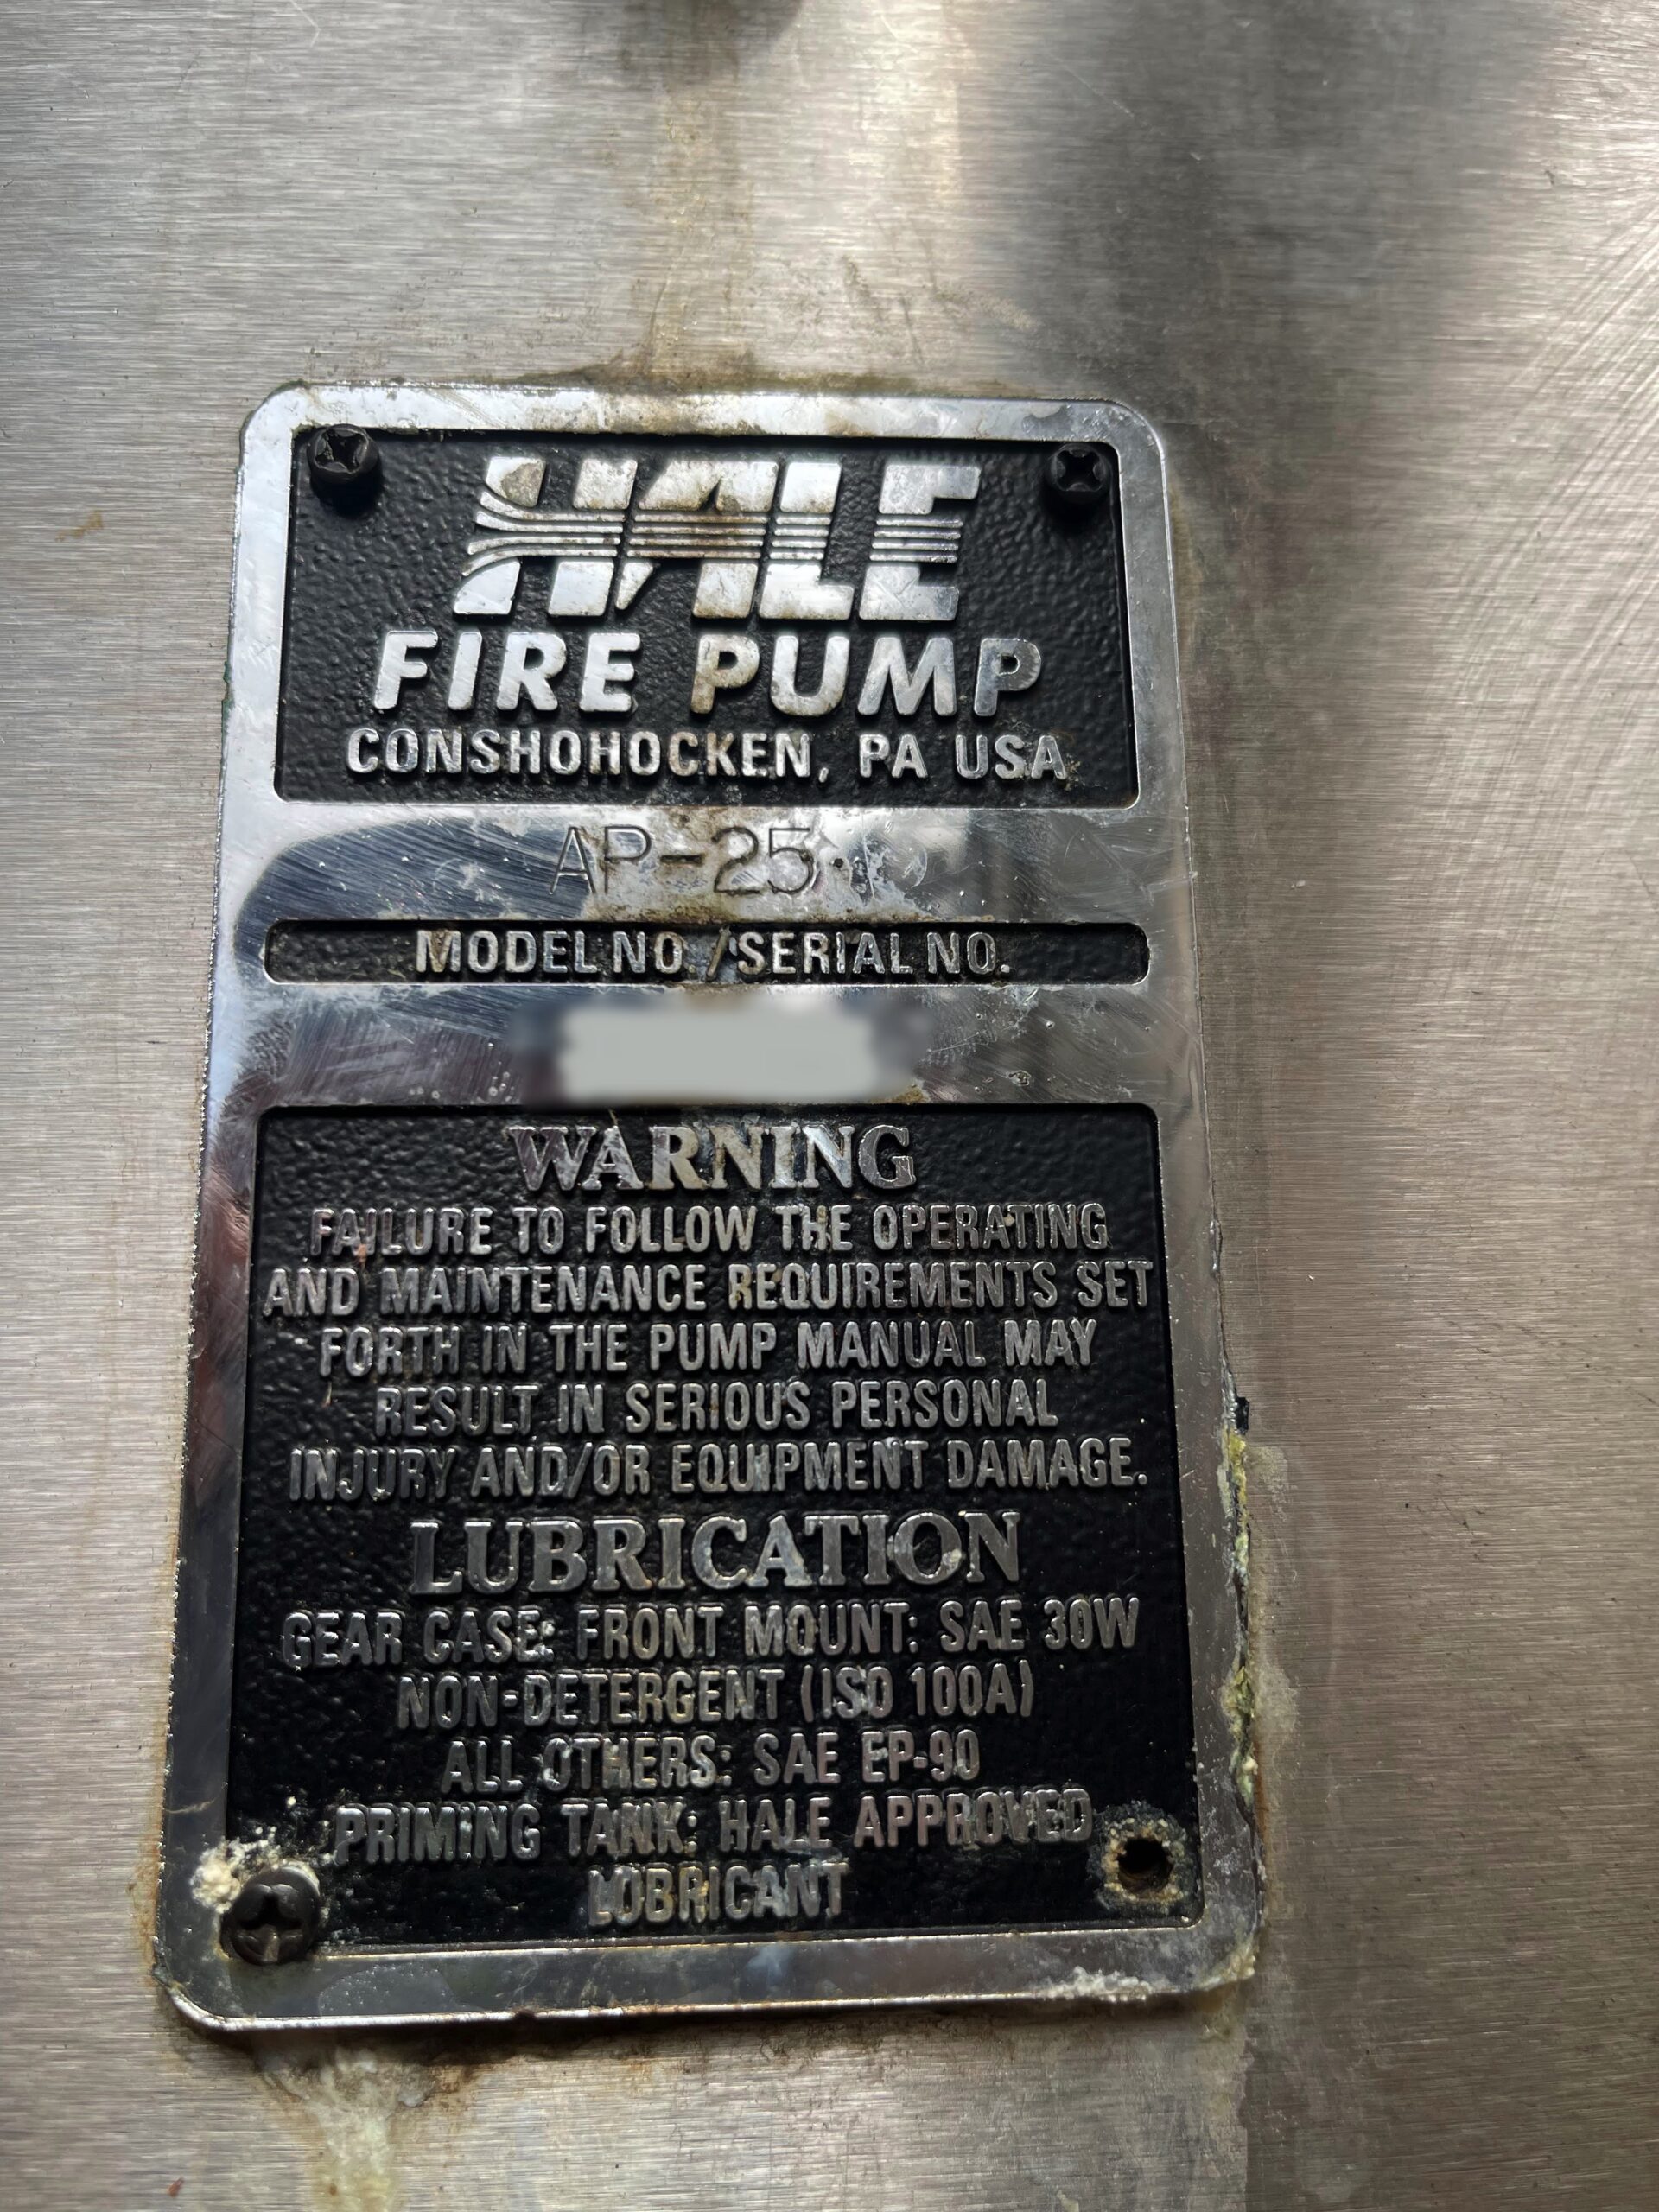 HALE
FIRE PUMP
CONSHOHOCKEN, PA USA
AP-25
MODEL NO./SERIAL NO.
WARNING
FAILURE TO FOLLOW THE OPERATING
AND MAINTENANCE REQUIREMENTS SET
FORTH IN THE PUMP MANUAL MAY
RESULT IN SERIOUS PERSONAL
INJURY AND/OR EQUIPMENT DAMAGE.
LUBRICATION
GEAR CASE: FRONT MOUNT: SAE 30W
NON-DETERGENT (ISO 100A)
ALL OTHERS: SAE EP-90
PRIMING TANK: HALE APPROVED
LUBRICANT